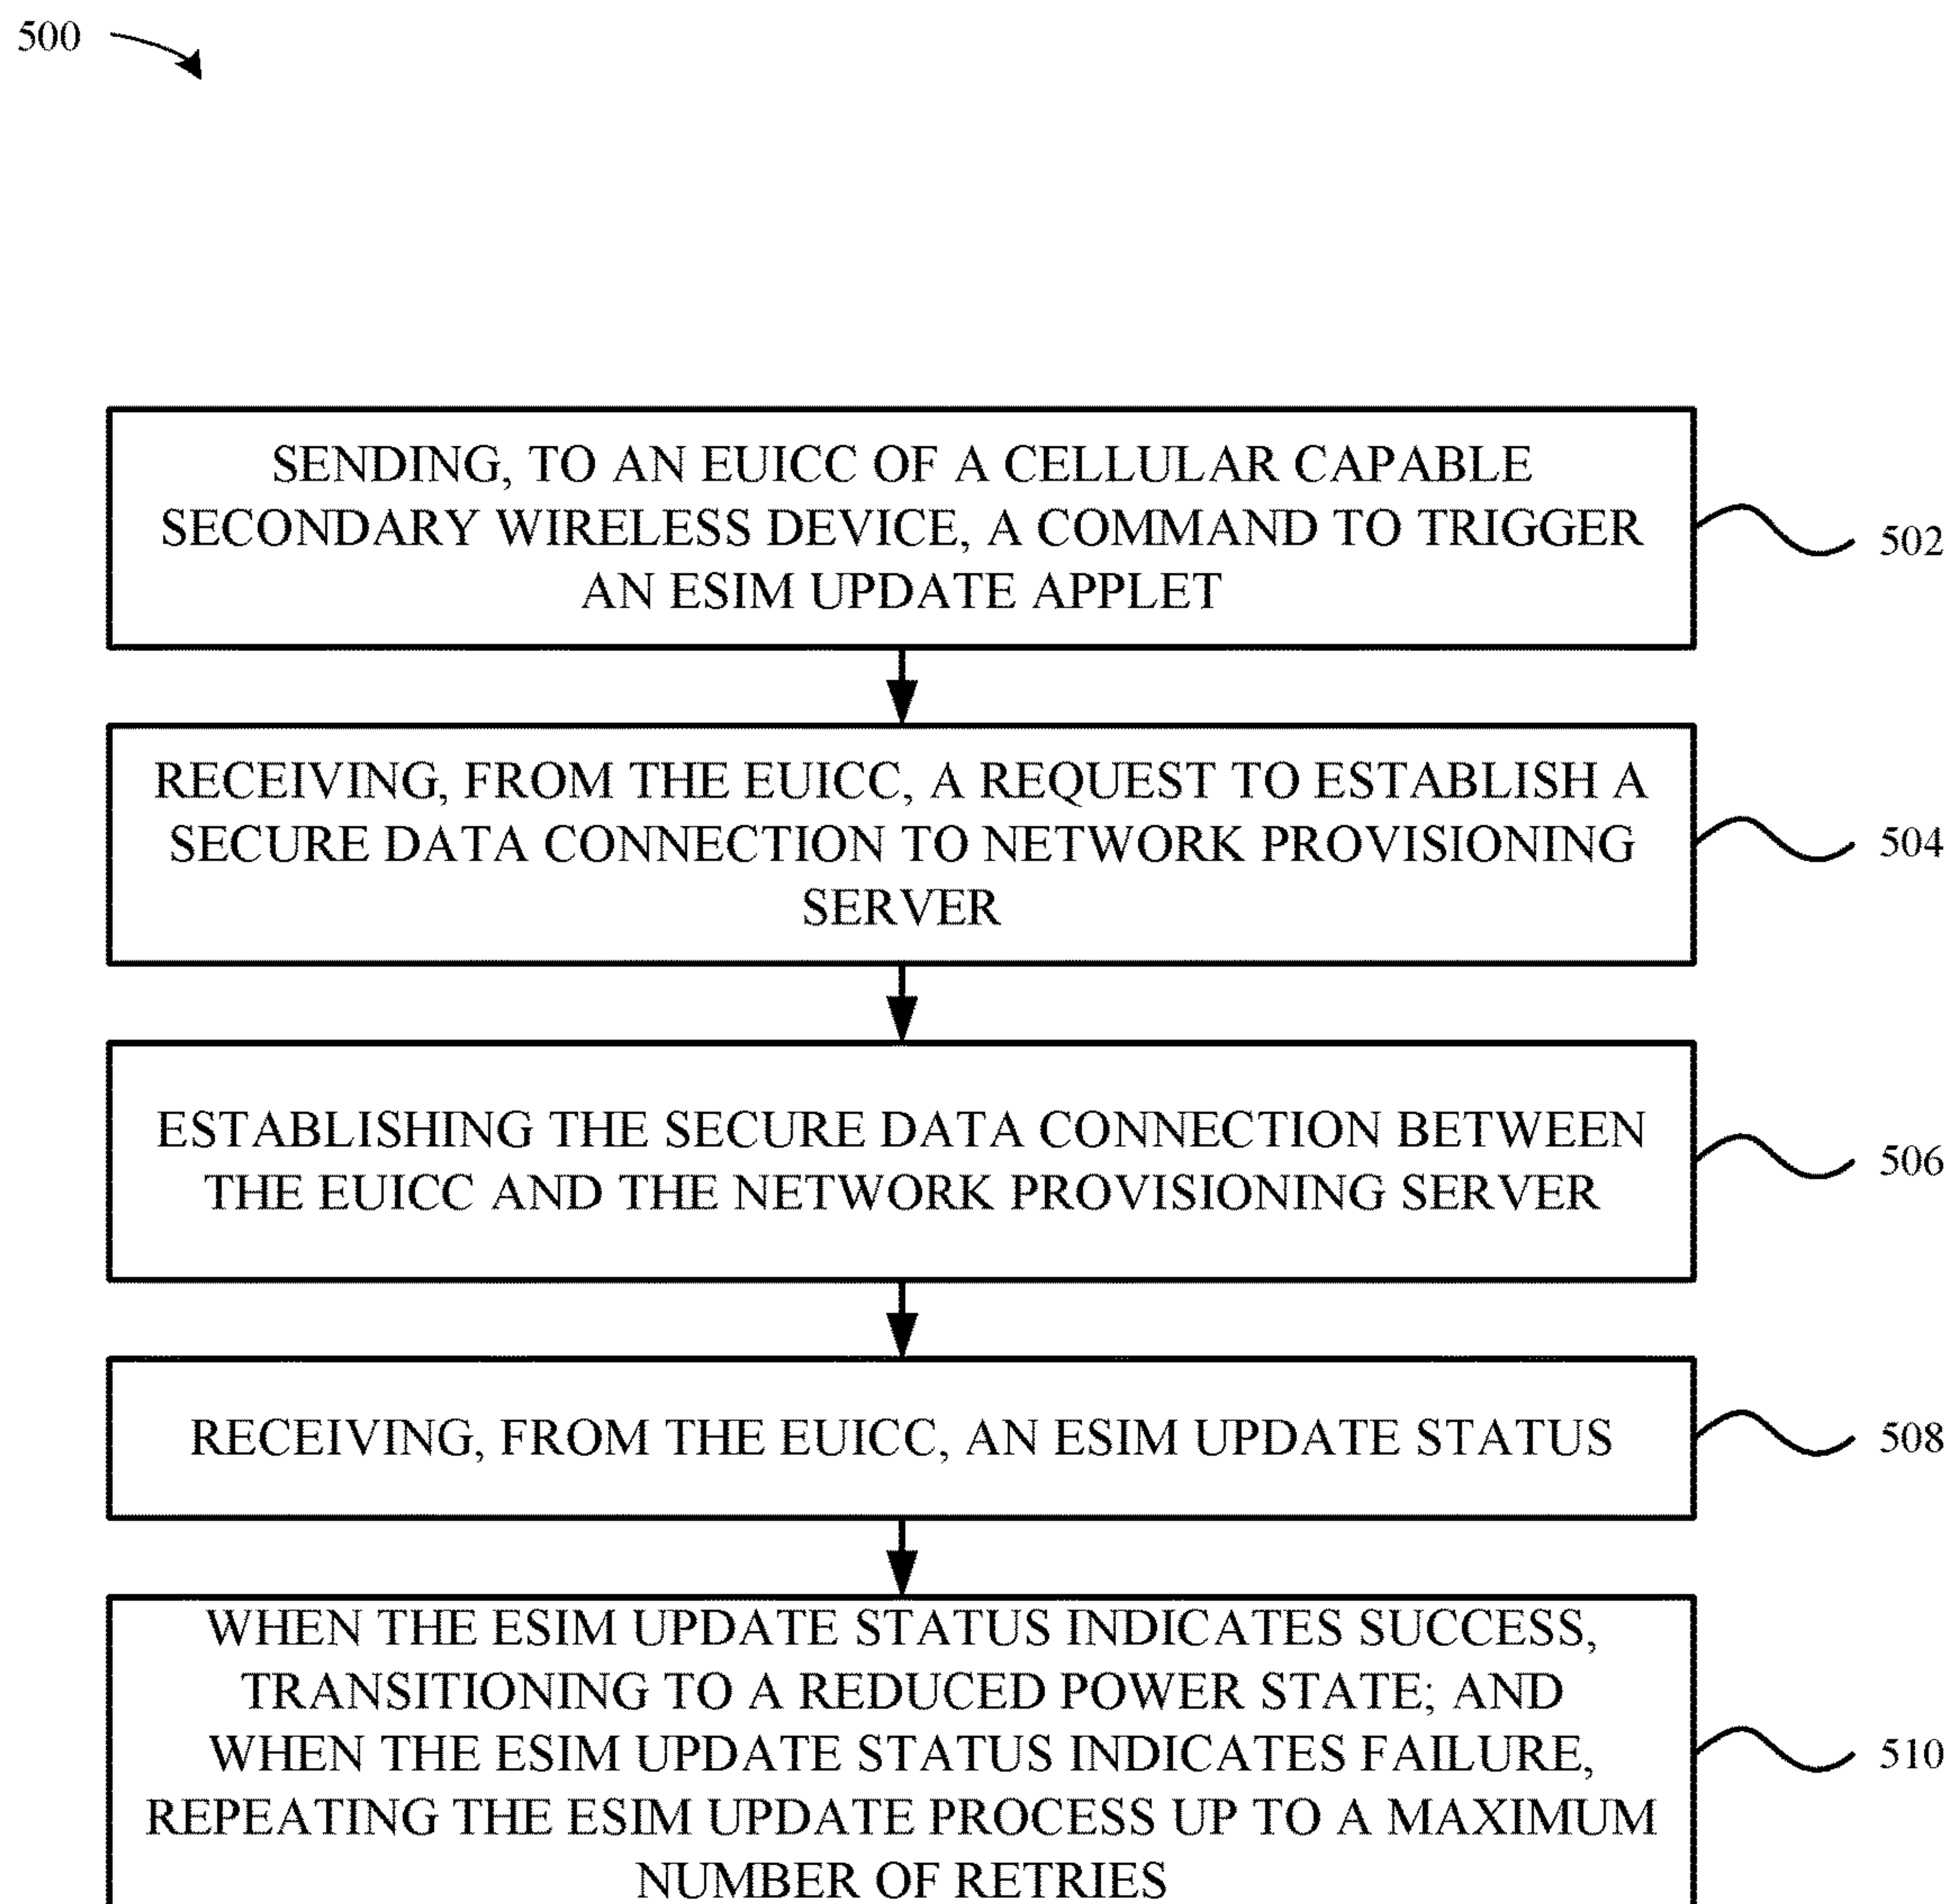 500
SENDING, TO AN EUICC OF A CELLULAR CAPABLE
SECONDARY WIRELESS DEVICE, A COMMAND TO TRIGGER
AN ESIM UPDATE APPLET
502
RECEIVING, FROM THE EUICC, A REQUEST TO ESTABLISH A
SECURE DATA CONNECTION TO NETWORK PROVISIONING
SERVER
504
ESTABLISHING THE SECURE DATA CONNECTION BETWEEN
THE EUICC AND THE NETWORK PROVISIONING SERVER
506
RECEIVING, FROM THE EUICC, AN ESIM UPDATE STATUS
508
WHEN THE ESIM UPDATE STATUS INDICATES SUCCESS,
TRANSITIONING TO A REDUCED POWER STATE; AND
WHEN THE ESIM UPDATE STATUS INDICATES FAILURE,
REPEATING THE ESIM UPDATE PROCESS UP TO A MAXIMUM
NUMBER OF RETRIES
510